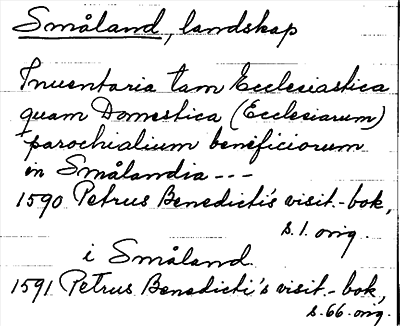 Småland, landskap
Inventaria tam Ecclesiastica
quam Domestica (Ecclesiarum)
parochialium beneficiorum
in Smålandia ---
1590 Petrus Benedicti's visit.-bok,
s.1. orig.
i Småland
1591 Petrus Benedicti's visit.-bok,
s.66. orig.